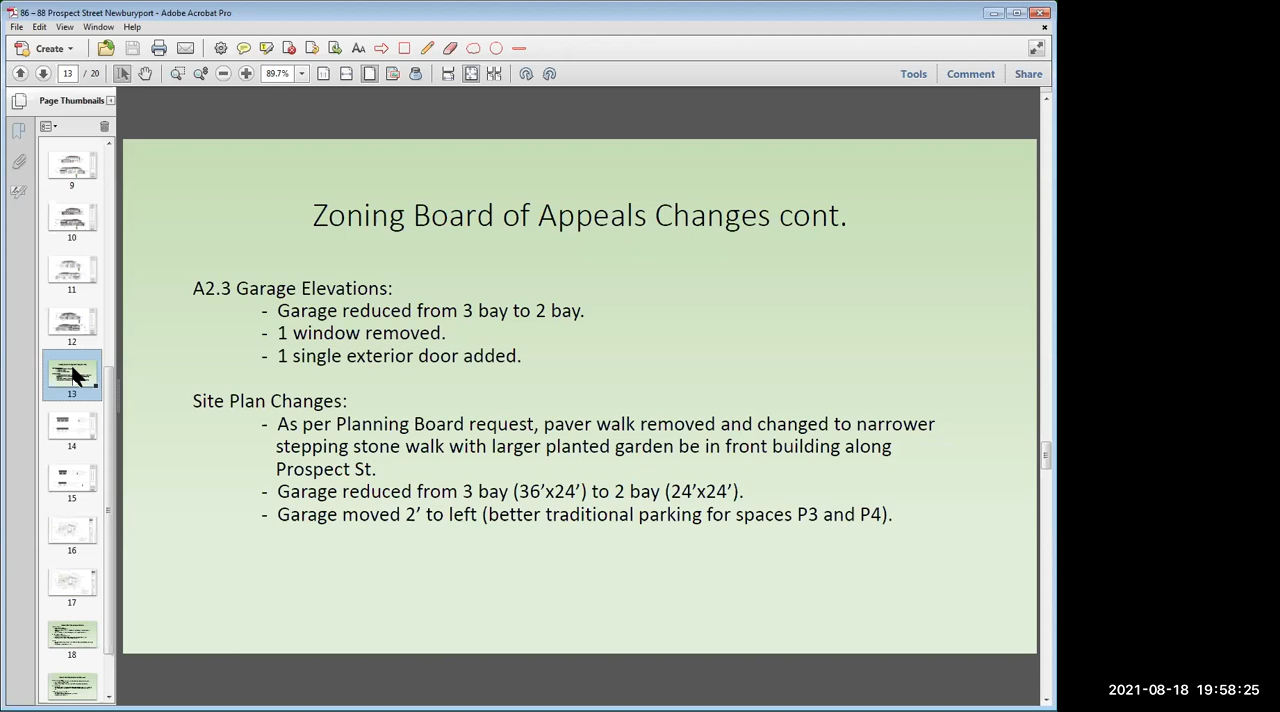 86 – 88 Prospect Street Newburyport - Adobe Acrobat Pro
File Edit View Window Help
Create
13 / 20
89.7%
Tools Comment Share
Page Thumbnails
9
10
11
12
13
14
15
16
17
18
Zoning Board of Appeals Changes cont.
A2.3 Garage Elevations:
- Garage reduced from 3 bay to 2 bay.
- 1 window removed.
- 1 single exterior door added.
Site Plan Changes:
- As per Planning Board request, paver walk removed and changed to narrower
stepping stone walk with larger planted garden be in front building along
Prospect St.
- Garage reduced from 3 bay (36’x24’) to 2 bay (24’x24’).
- Garage moved 2’ to left (better traditional parking for spaces P3 and P4).
2021-08-18 19:58:25